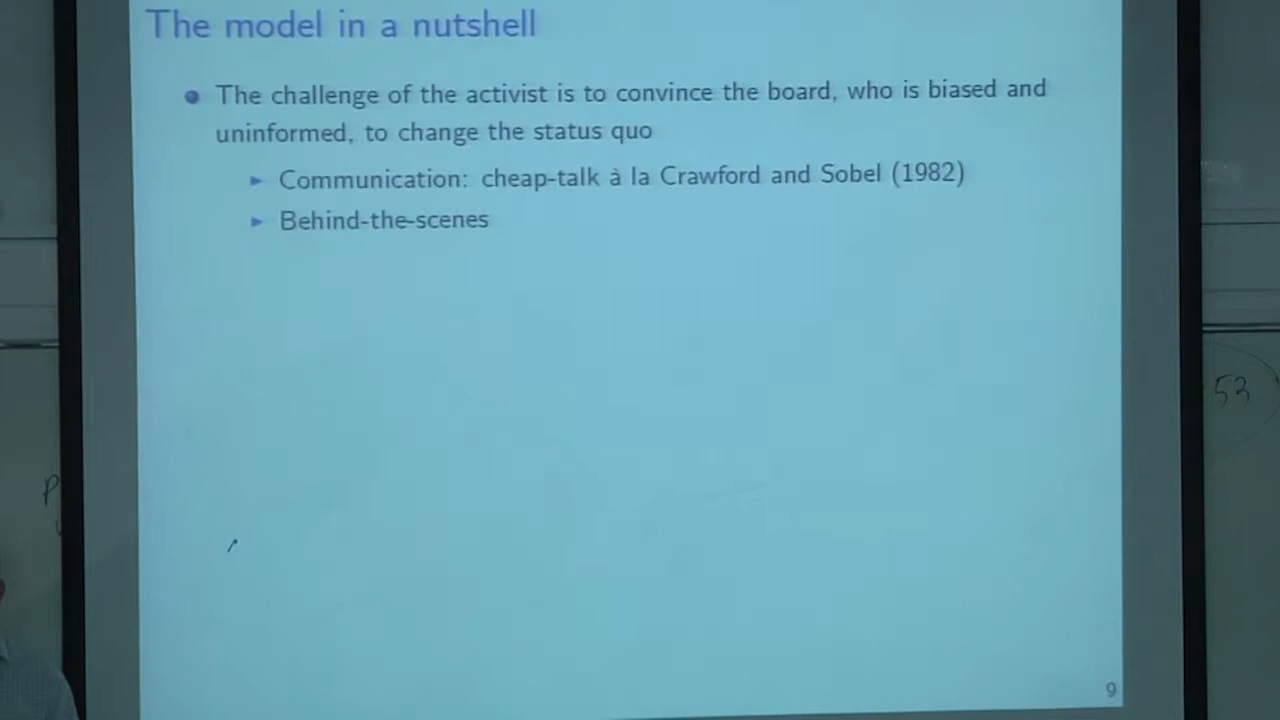 The model in a nutshell
The challenge of the activist is to convince the board, who is biased and
uninformed, to change the status quo
Communication: cheap-talk à la Crawford and Sobel (1982)
Behind-the-scenes
53
P
9